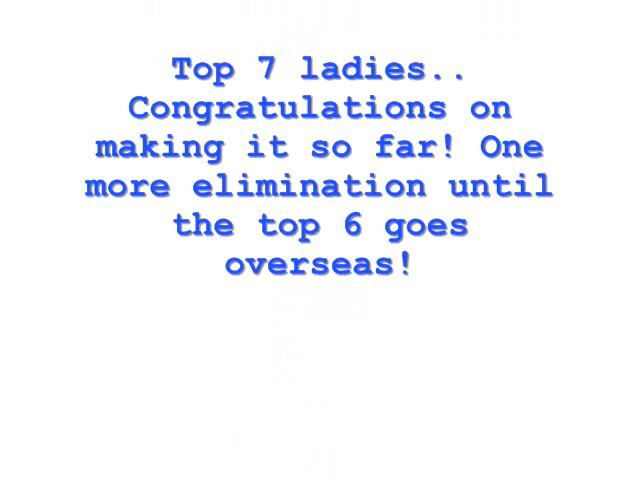 Top 7 ladies..
Congratulations on
making it so far! One
more elimination until
the top 6 goes
overseas!